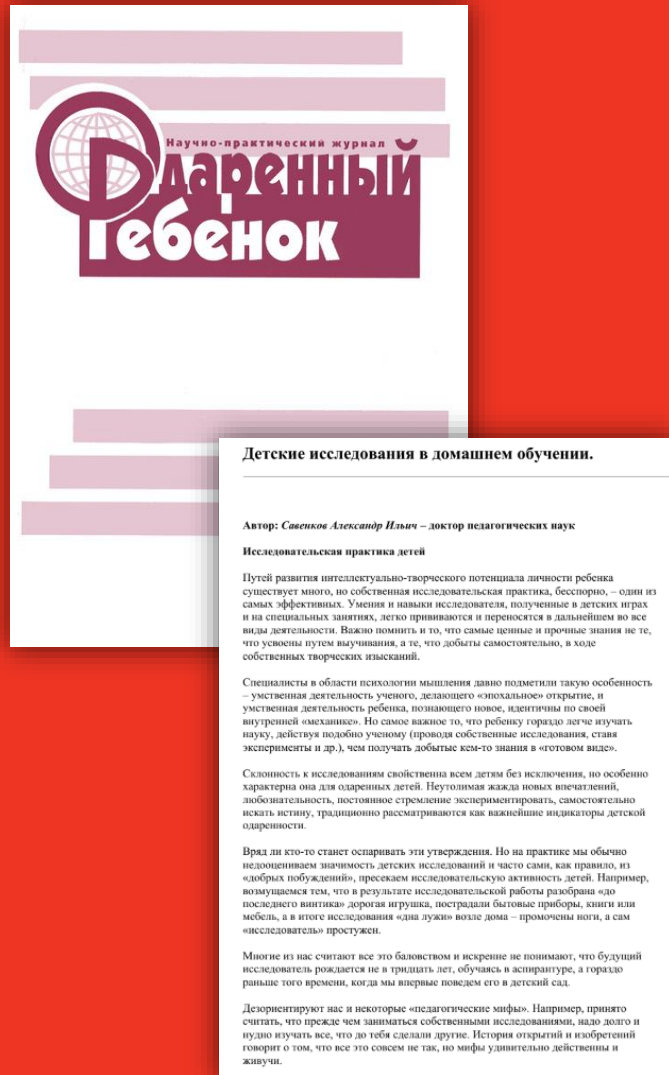 Научно-практический журнал
Одаренный
Ребенок
Детские исследования в домашнем обучении.
Автор: Савенков Александр Ильич – доктор педагогических наук
Исследовательская практика детей
Путей развития интеллектуально-творческого потенциала личности ребенка
существует много, но собственная исследовательская практика, бесспорно, – один из
самых эффективных. Умения и навыки исследователя, полученные в детских играх
и на специальных занятиях, легко прививаются и переносятся в дальнейшем во все
виды деятельности. Важно помнить и то, что самые ценные и прочные знания не те,
что усвоены путем выучивания, а те, что добыты самостоятельно, в ходе
собственных творческих изысканий.
Специалисты в области психологии мышления давно подметили такую особенность
– умственная деятельность ученого, делающего «эпохальное» открытие, и
умственная деятельность ребенка, познающего новое, идентичны по своей
внутренней «механике». Но самое важное то, что ребенку гораздо легче изучать
науку, действуя подобно ученому (проводя собственные исследования, ставя
эксперименты и др.), чем получать добытые кем-то знания в «готовом виде».
Склонность к исследованиям свойственна всем детям без исключения, но особенно
характерна она для одаренных детей. Неутолимая жажда новых впечатлений,
любознательность, постоянное стремление экспериментировать, самостоятельно
искать истину, традиционно рассматриваются как важнейшие индикаторы детской
одаренности.
Вряд ли кто-то станет оспаривать эти утверждения. Но на практике мы обычно
недооцениваем значимость детских исследований и часто сами, как правило, из
«добрых побуждений», пресекаем исследовательскую активность детей. Например,
возмущаемся тем, что в результате исследовательской работы разобрана «до
последнего винтика» дорогая игрушка, пострадали бытовые приборы, книги или
мебель, а в итоге исследования «дна лужи» возле дома – промочены ноги, а сам
«исследователь» простужен.
Многие из нас считают все это баловством и искренне не понимают, что будущий
исследователь рождается не в тридцать лет, обучаясь в аспирантуре, а гораздо
раньше того времени, когда мы впервые поведем его в детский сад.
Дезориентируют нас и некоторые «педагогические мифы». Например, принято
считать, что прежде чем заниматься собственными исследованиями, надо долго и
нудно изучать все, что до тебя сделали другие. История открытий и изобретений
говорит о том, что все это совсем не так, но мифы удивительно действенны и
живучи.